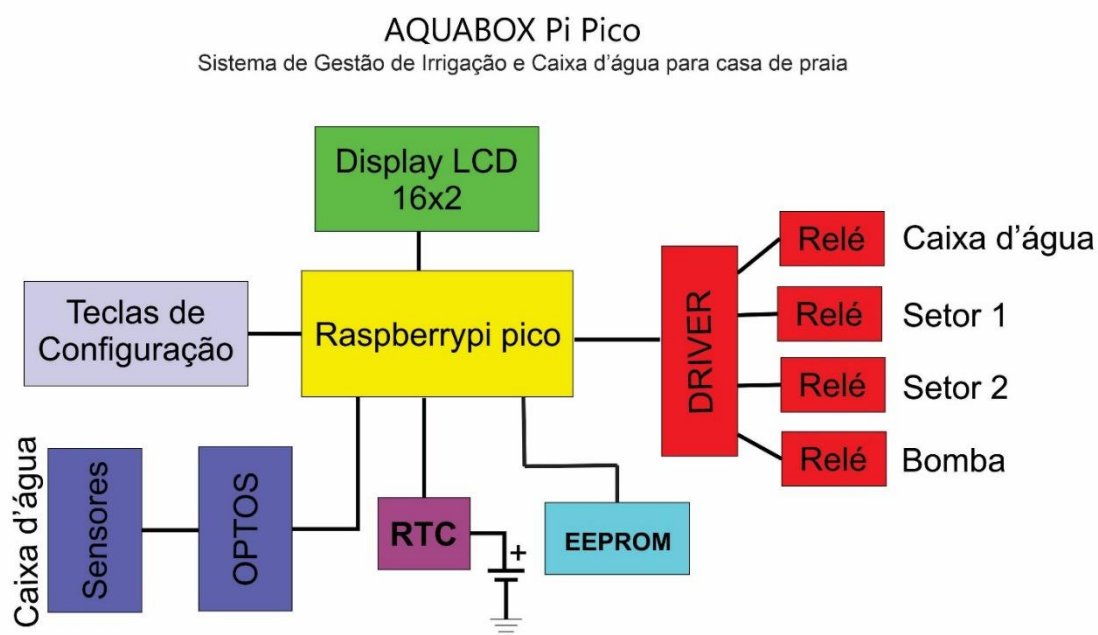 AQUABOX Pi Pico
Sistema de Gestão de Irrigação e Caixa d'água para casa de praia
Display LCD
16x2
Teclas de
Configuração
Raspberrypi pico
DRIVER
Relé
Caixa d'água
Relé
Setor 1
Relé
Setor 2
Relé
Bomba
Caixa d'água
Sensores
OPTOS
RTC
+
EEPROM